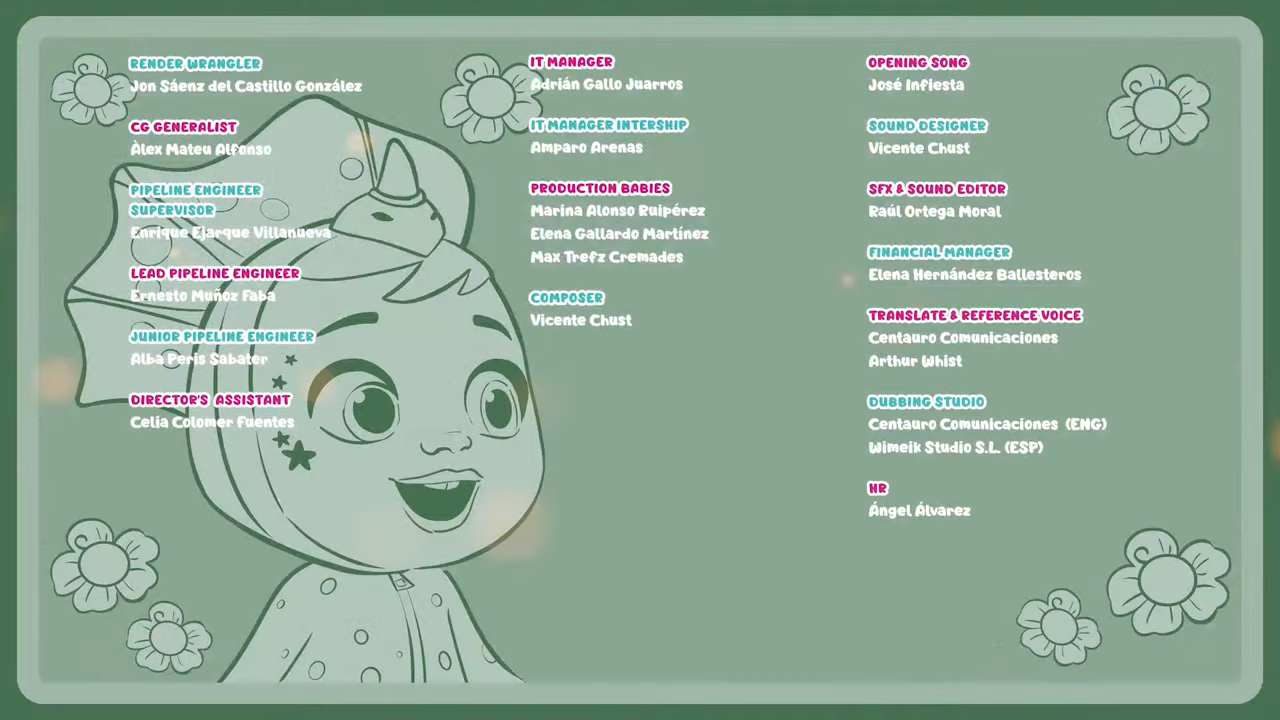 RENDER WRANGLER
Jon Sáenz del Castillo González
CG GENERALIST
Àlex Mateu Alfonso
PIPELINE ENGINEER
SUPERVISOR
Enrique Ejarque Villanueva
LEAD PIPELINE ENGINEER
Ernesto Muñoz Faba
JUNIOR PIPELINE ENGINEER
Alba Peris Sabater
DIRECTOR'S ASSISTANT
Celia Colomer Fuentes
IT MANAGER
Adrián Gallo Juarros
IT MANAGER INTERSHIP
Amparo Arenas
PRODUCTION BABIES
Marina Alonso Ruipérez
Elena Gallardo Martínez
Max Trefz Cremades
COMPOSER
Vicente Chust
OPENING SONG
José Infiesta
SOUND DESIGNER
Vicente Chust
SFX & SOUND EDITOR
Raúl Ortega Moral
FINANCIAL MANAGER
Elena Hernández Ballesteros
TRANSLATE & REFERENCE VOICE
Centauro Comunicaciones
Arthur Whist
DUBBING STUDIO
Centauro Comunicaciones (ENG)
Wimeik Studio S.L. (ESP)
HR
Ángel Álvarez